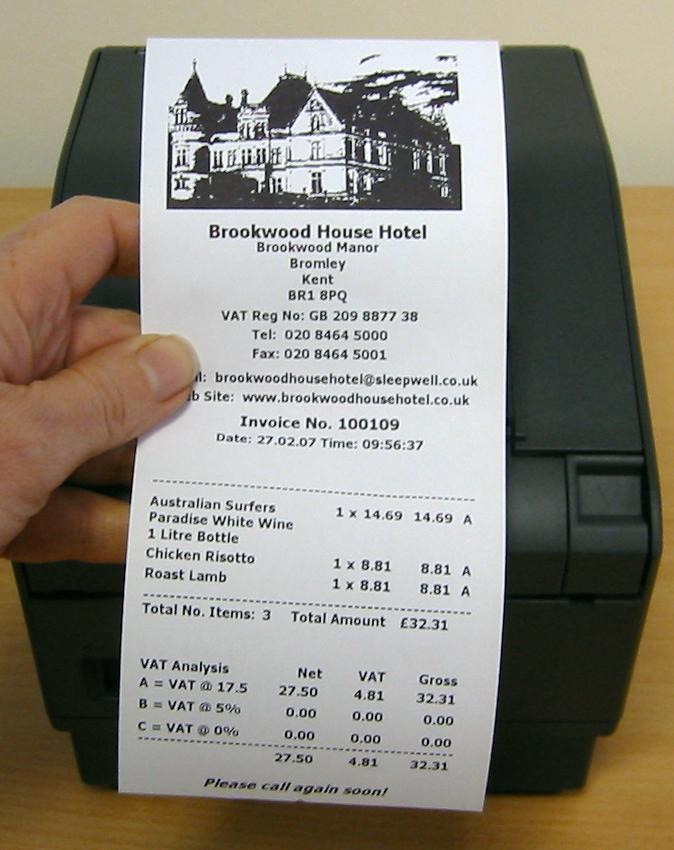 Brookwood House Hotel
Brookwood Manor
Bromley
Kent
BR1 8PQ
VAT Reg No: GB 209 8877 38
Tel: 020 8464 5000
Fax: 020 8464 5001
brookwoodhousehotel@sleepwell.co.uk
Site: www.brookwoodhousehotel.co.uk
Invoice No. 100109
Date: 27.02.07 Time: 09:56:37
Australian Surfers 1 x 14.69 14.69 A
Paradise White Wine
1 Litre Bottle
Chicken Risotto 1 x 8.81 8.81 A
Roast Lamb 1 x 8.81 8.81 A
Total No. Items: 3 Total Amount £32.31
VAT Analysis Net VAT Gross
A = VAT @ 17.5 27.50 4.81 32.31
B = VAT @ 5% 0.00 0.00 0.00
C = VAT @ 0% 0.00 0.00 0.00
27.50 4.81 32.31
Please call again soon!